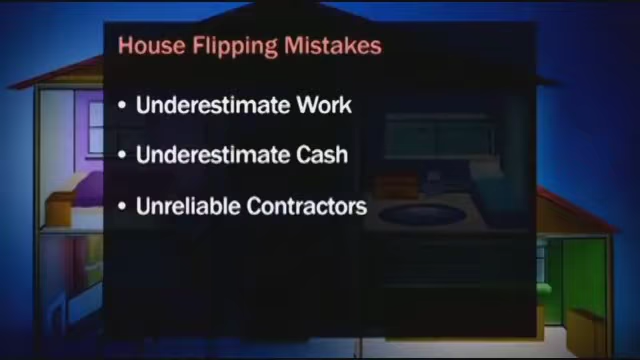 House Flipping Mistakes
• Underestimate Work
• Underestimate Cash
• Unreliable Contractors